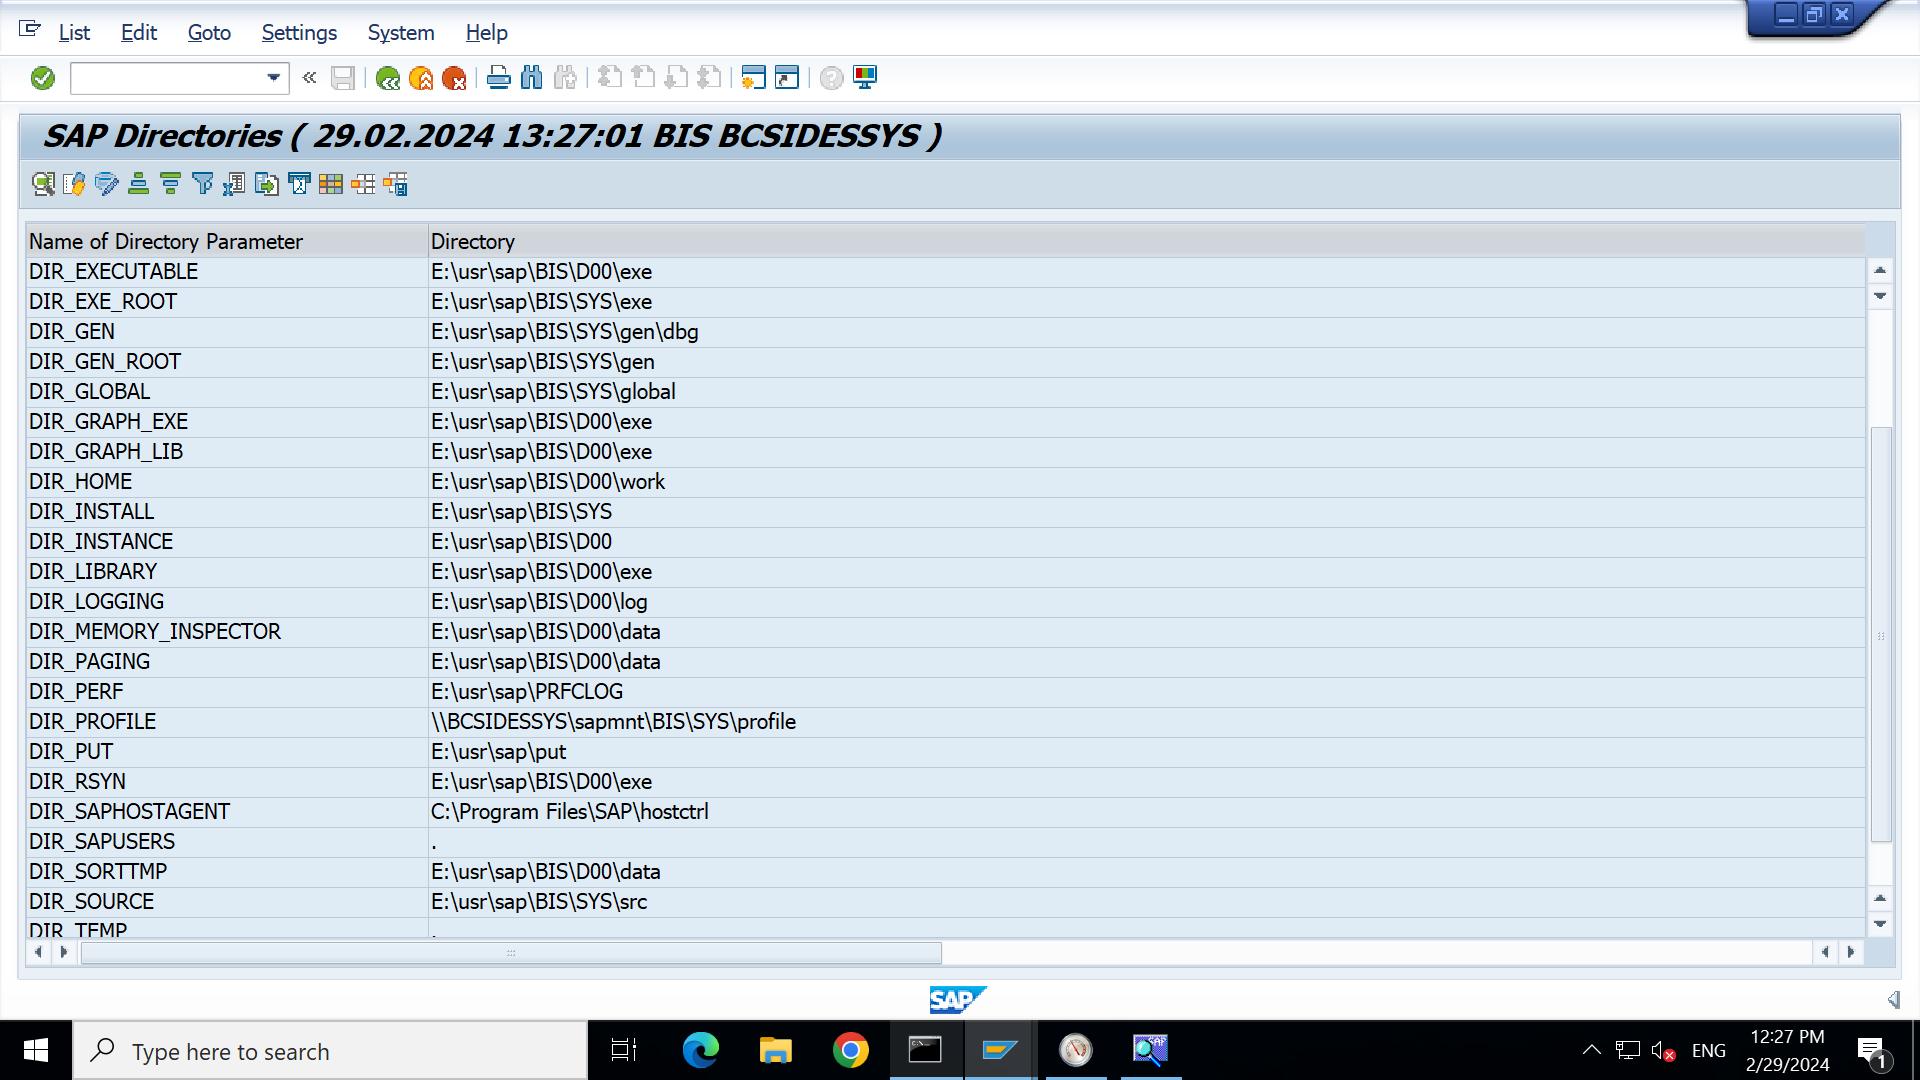 List Edit Goto Settings System Help
SAP Directories ( 29.02.2024 13:27:01 BIS BCSIDESSYS )
Name of Directory Parameter Directory
DIR_EXECUTABLE E:\usr\sap\BIS\D00\exe
DIR_EXE_ROOT E:\usr\sap\BIS\SYS\exe
DIR_GEN E:\usr\sap\BIS\SYS\gen\dbg
DIR_GEN_ROOT E:\usr\sap\BIS\SYS\gen
DIR_GLOBAL E:\usr\sap\BIS\SYS\global
DIR_GRAPH_EXE E:\usr\sap\BIS\D00\exe
DIR_GRAPH_LIB E:\usr\sap\BIS\D00\exe
DIR_HOME E:\usr\sap\BIS\D00\work
DIR_INSTALL E:\usr\sap\BIS\SYS
DIR_INSTANCE E:\usr\sap\BIS\D00
DIR_LIBRARY E:\usr\sap\BIS\D00\exe
DIR_LOGGING E:\usr\sap\BIS\D00\log
DIR_MEMORY_INSPECTOR E:\usr\sap\BIS\D00\data
DIR_PAGING E:\usr\sap\BIS\D00\data
DIR_PERF E:\usr\sap\PRFCLOG
DIR_PROFILE \\BCSIDESSYS\sapmnt\BIS\SYS\profile
DIR_PUT E:\usr\sap\put
DIR_RSYN E:\usr\sap\BIS\D00\exe
DIR_SAPHOSTAGENT C:\Program Files\SAP\hostctrl
DIR_SAPUSERS .
DIR_SORTTMP E:\usr\sap\BIS\D00\data
DIR_SOURCE E:\usr\sap\BIS\SYS\src
DIR_TEMP .
SAP
Type here to search
ENG
12:27 PM
2/29/2024
1